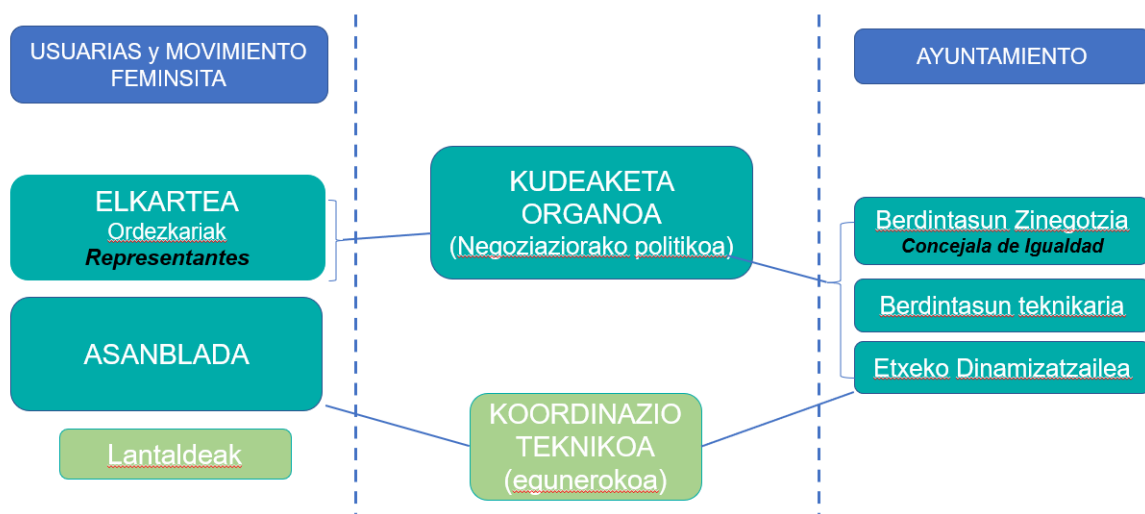 USUARIAS y MOVIMIENTO
FEMINSITA
ELKARTEA
Ordezkariak
Representantes
ASANBLADA
Lantaldeak
KUDEAKETA
ORGANOA
(Negoziaziorako politikoa)
KOORDINAZIO
TEKNIKOA
(egunerokoa)
AYUNTAMIENTO
Berdintasun Zinegotzia
Concejala de Igualdad
Berdintasun teknikaria
Etxeko Dinamizatzailea